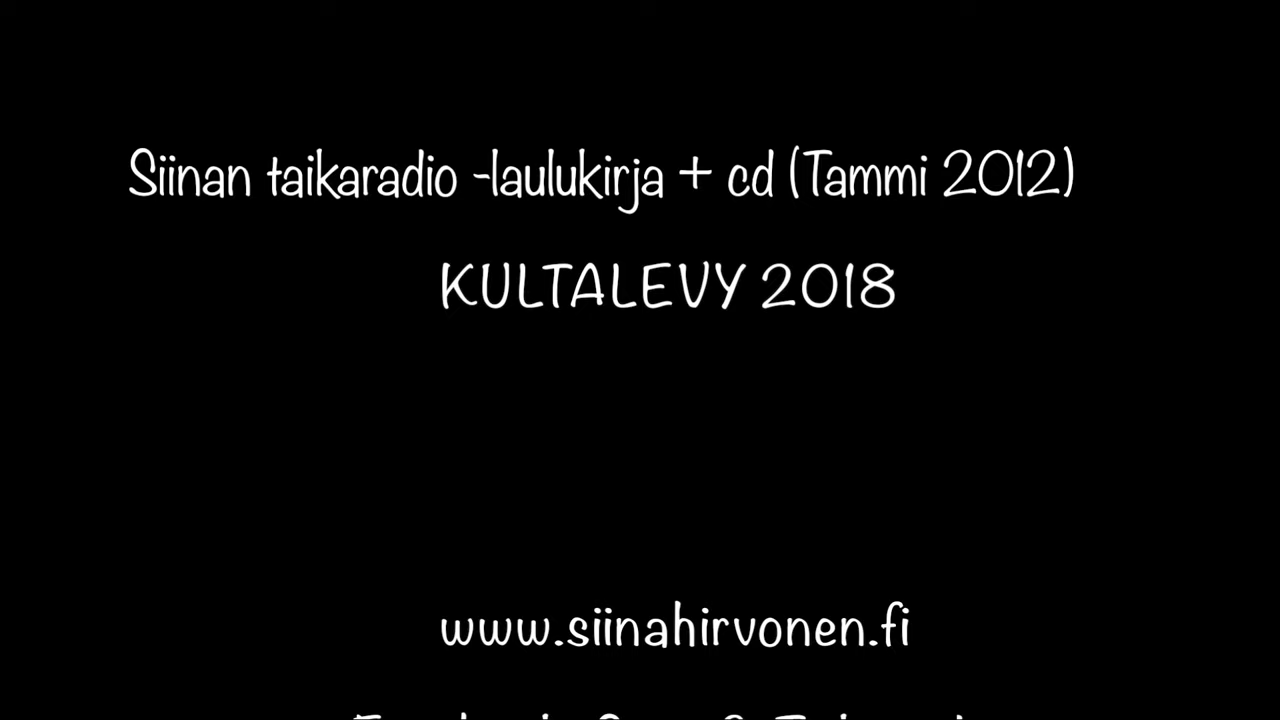 Siinan taikaradio -laulukirja + cd (Tammi 2012)
KULTALEVY 2018
www.siinahirvonen.fi